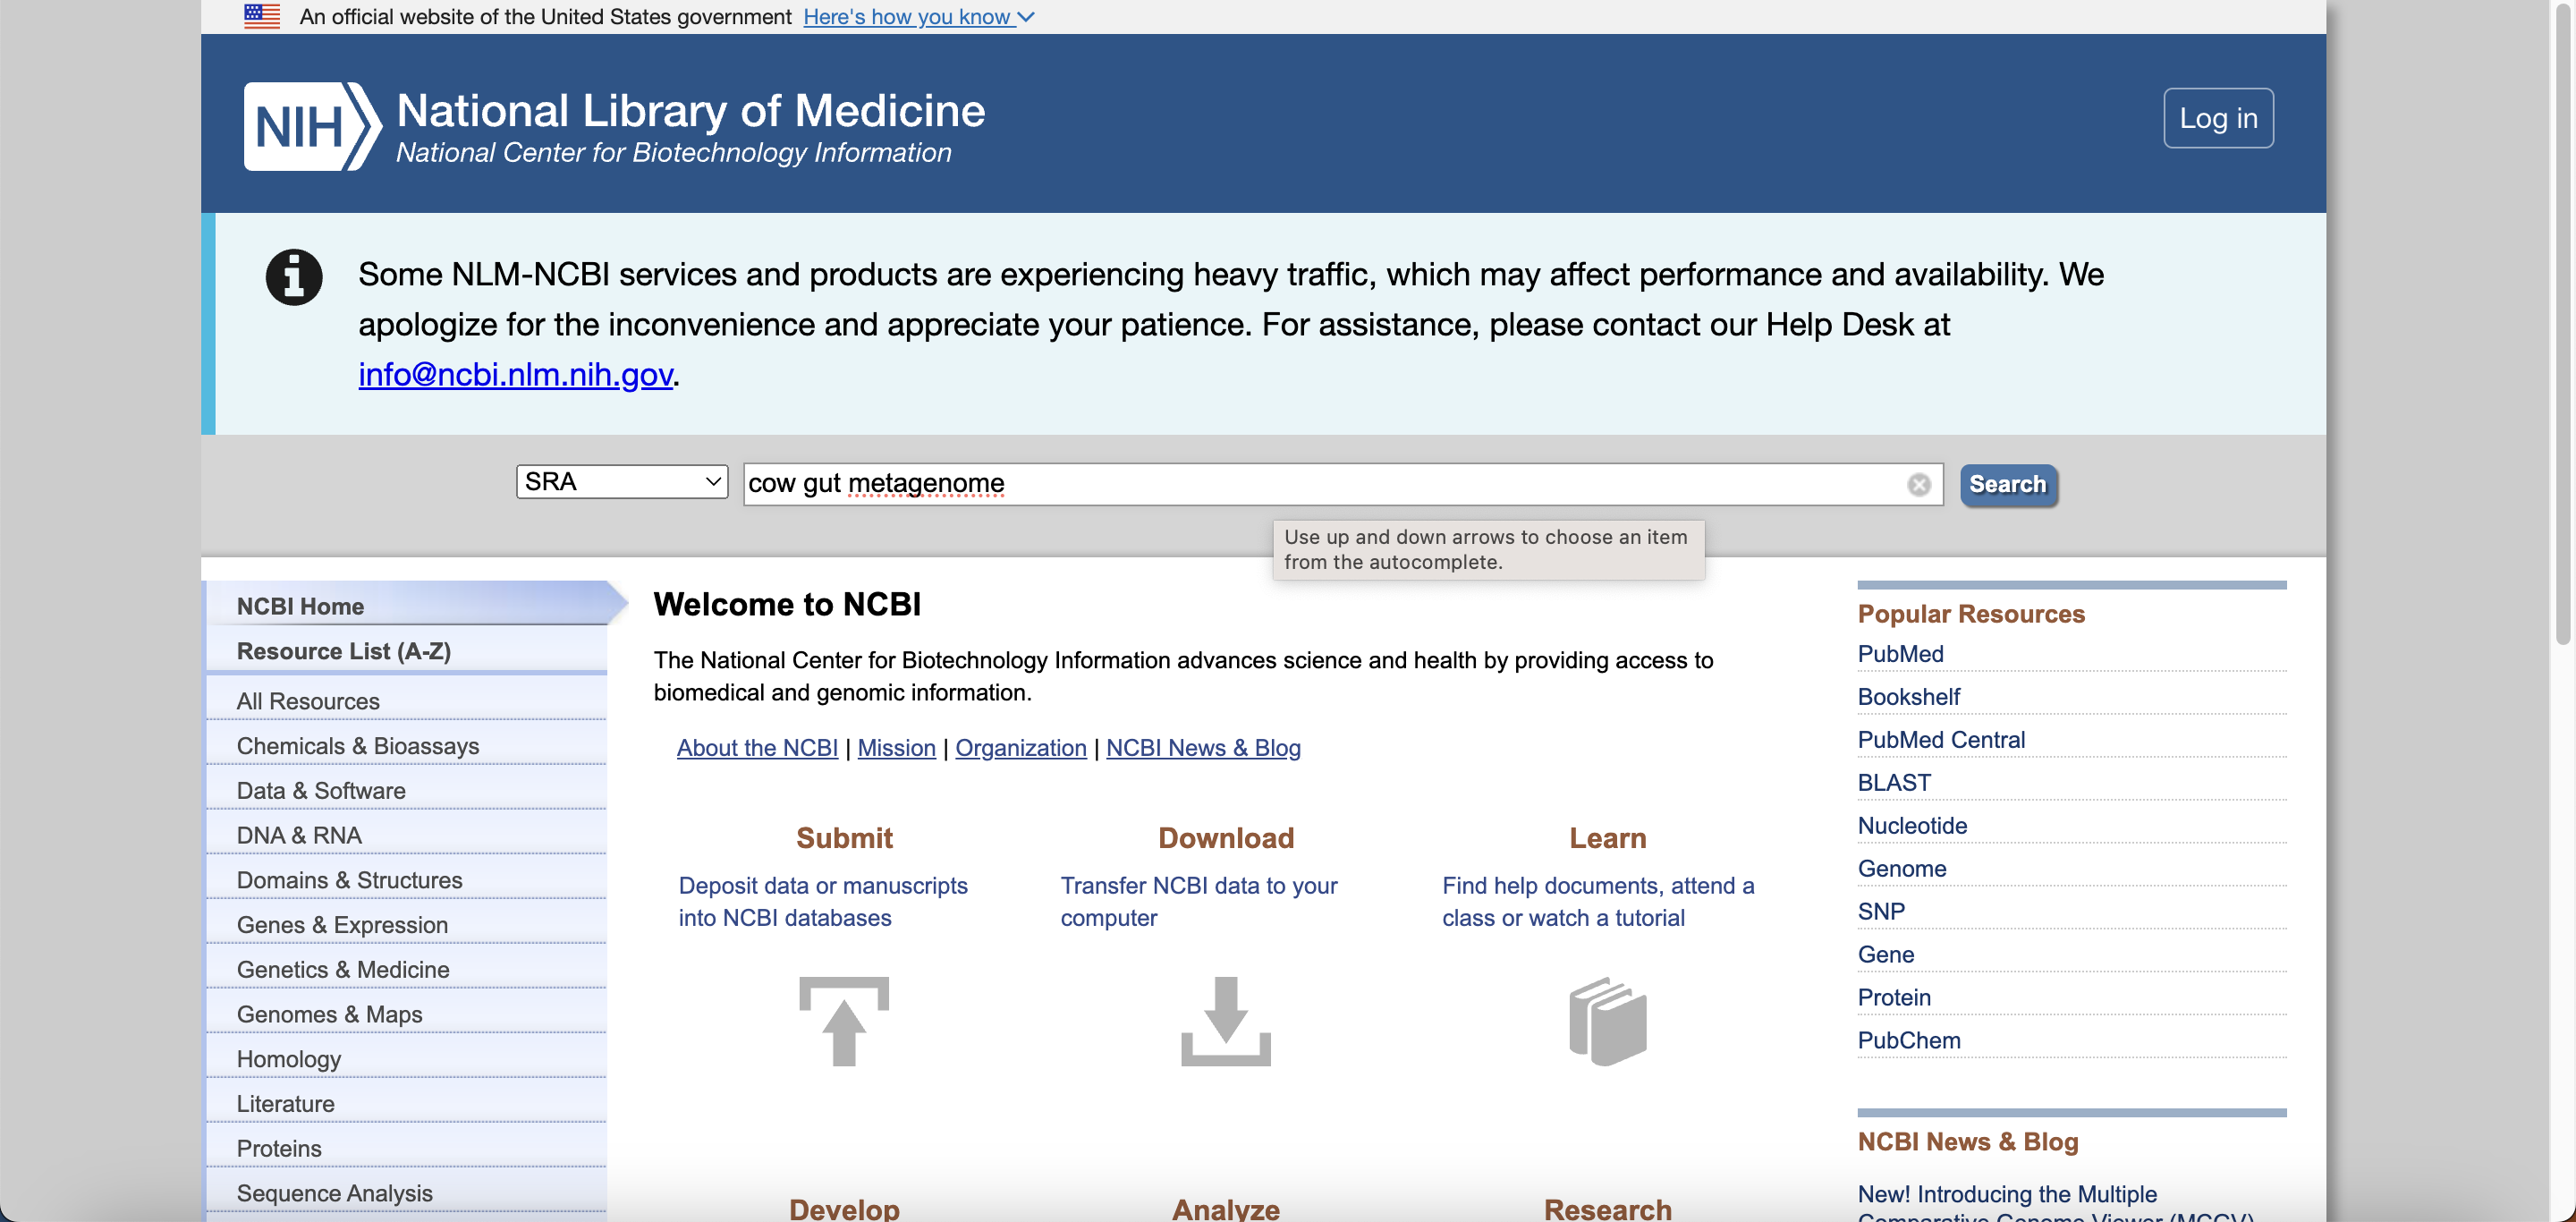 An official website of the United States government Here's how you know
NIH National Library of Medicine
National Center for Biotechnology Information
Log in
Some NLM-NCBI services and products are experiencing heavy traffic, which may affect performance and availability. We
apologize for the inconvenience and appreciate your patience. For assistance, please contact our Help Desk at
info@ncbi.nlm.nih.gov.
SRA cow gut metagenome Search
Use up and down arrows to choose an item
from the autocomplete.
NCBI Home
Resource List (A-Z)
All Resources
Chemicals & Bioassays
Data & Software
DNA & RNA
Domains & Structures
Genes & Expression
Genetics & Medicine
Genomes & Maps
Homology
Literature
Proteins
Sequence Analysis
Welcome to NCBI
The National Center for Biotechnology Information advances science and health by providing access to
biomedical and genomic information.
About the NCBI | Mission | Organization | NCBI News & Blog
Submit
Deposit data or manuscripts
into NCBI databases
Download
Transfer NCBI data to your
computer
Learn
Find help documents, attend a
class or watch a tutorial
Develop
Analyze
Research
Popular Resources
PubMed
Bookshelf
PubMed Central
BLAST
Nucleotide
Genome
SNP
Gene
Protein
PubChem
NCBI News & Blog
New! Introducing the Multiple
Comparative Genome Viewer (MCGV)